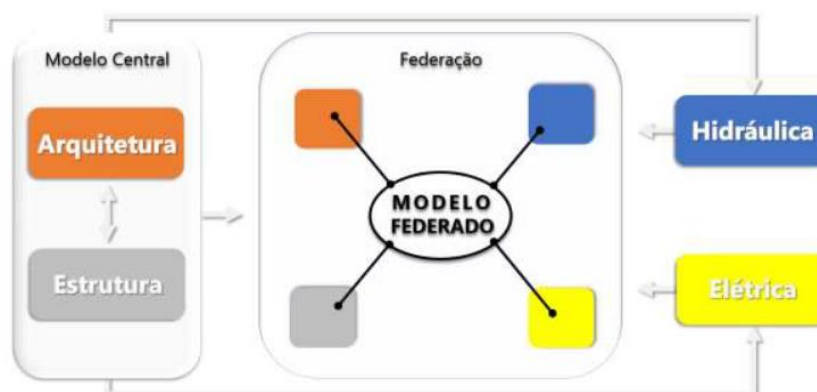 Modelo Central
Federação
Arquitetura
Hidráulica
MODELO
FEDERADO
Estrutura
Elétrica